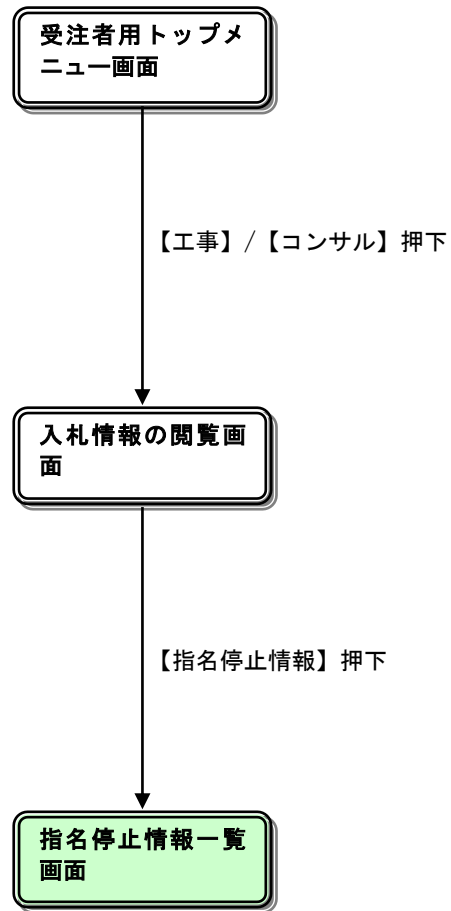 受注者用トップメ
ニュー画面
【工事】/【コンサル】押下
入札情報の閲覧画
面
【指名停止情報】押下
指名停止情報一覧
画面